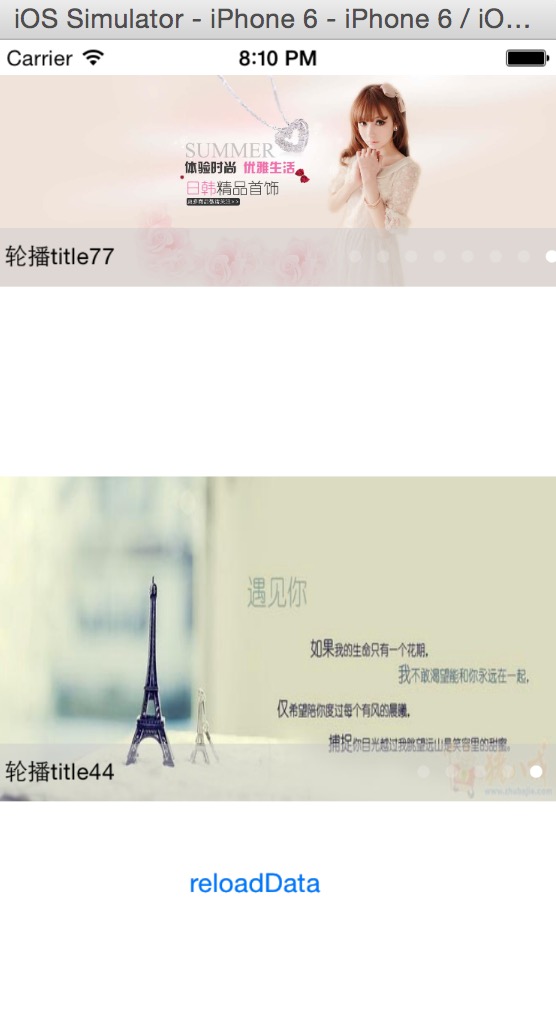 iOS Simulator - iPhone 6 - iPhone 6 / iO...
Carrier 8:10 PM
SUMMER
体验时尚 优雅生活
日韩精品首饰
轮播title77
遇见你
如果我的生命只有一个花期,
我不敢渴望能和你永远在一起,
仅希望陪你度过每个有风的晨曦,
捕捉你目光越过我眺望远山是笑容里的甜蜜。
轮播title44
reloadData